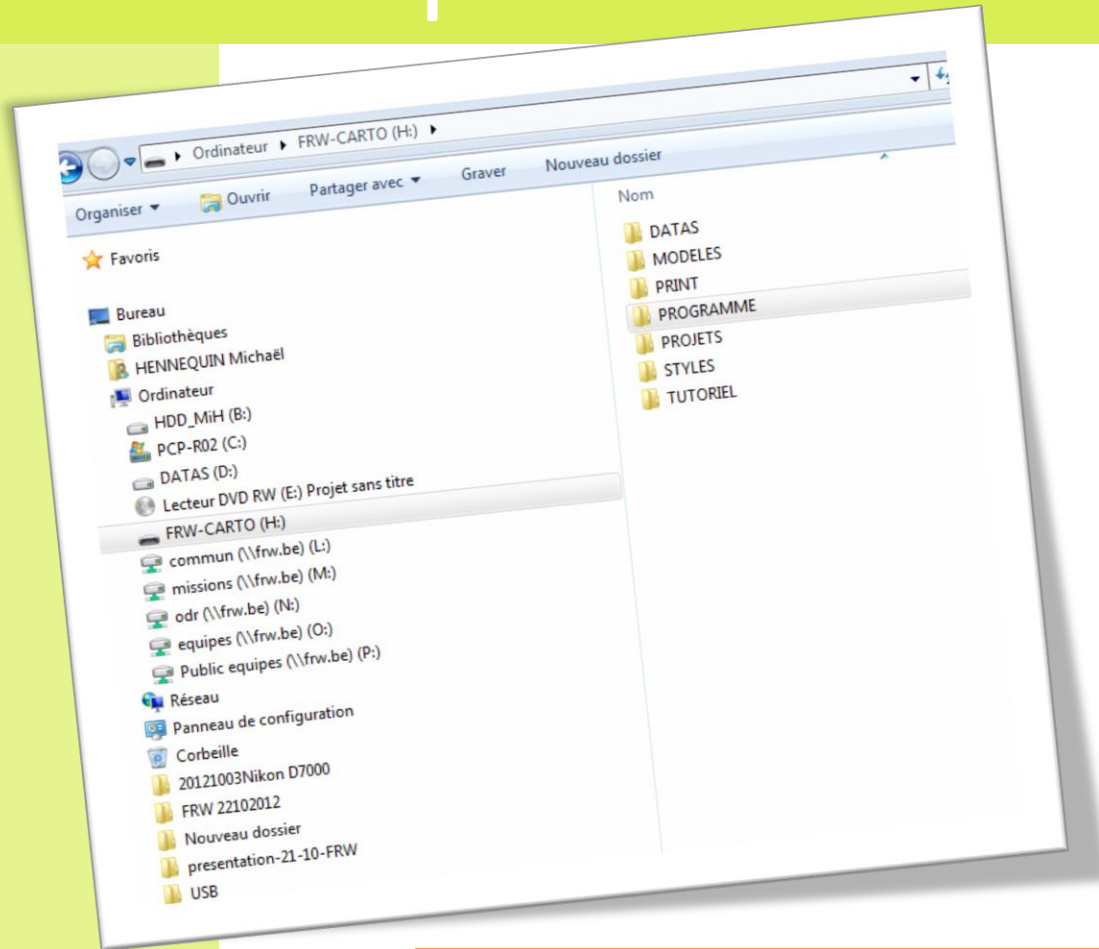 Ordinateur FRW-CARTO (H:)
Organiser Ouvrir Partager avec Graver Nouveau dossier
Favoris
Bureau
Bibliothèques
HENNEQUIN Michaël
Ordinateur
HDD_MiH (B:)
PCP-R02 (C:)
DATAS (D:)
Lecteur DVD RW (E:) Projet sans titre
FRW-CARTO (H:)
commun (\\frw.be) (L:)
missions (\\frw.be) (M:)
odr (\\frw.be) (N:)
equipes (\\frw.be) (O:)
Public equipes (\\frw.be) (P:)
Réseau
Panneau de configuration
Corbeille
20121003Nikon D7000
FRW 22102012
Nouveau dossier
presentation-21-10-FRW
USB
Nom
DATAS
MODELES
PRINT
PROGRAMME
PROJETS
STYLES
TUTORIEL